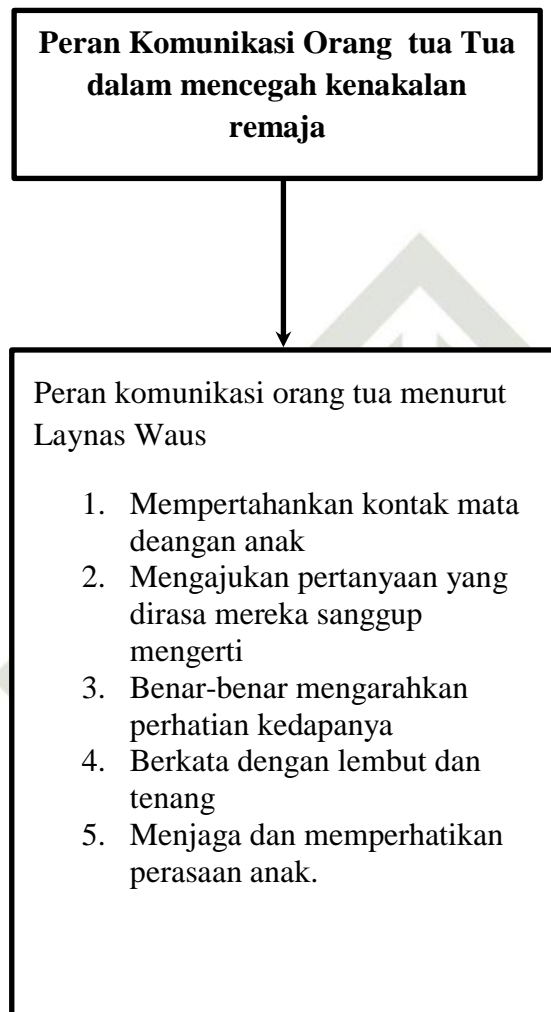 Peran Komunikasi Orang tua Tua
dalam mencegah kenakalan
remaja
Peran komunikasi orang tua menurut
Laynas Waus
1. Mempertahankan kontak mata
deangan anak
2. Mengajukan pertanyaan yang
dirasa mereka sanggup
mengerti
3. Benar-benar mengarahkan
perhatian kedapanya
4. Berkata dengan lembut dan
tenang
5. Menjaga dan memperhatikan
perasaan anak.